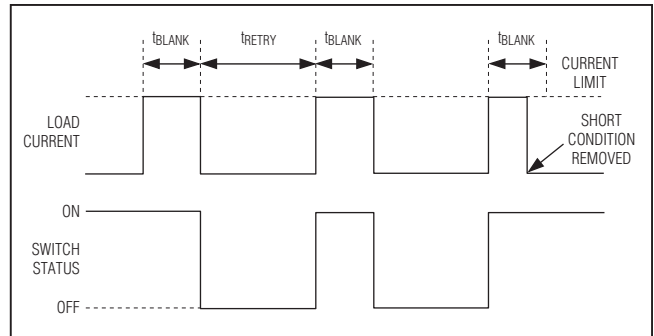 tBLANK
tRETRY
tBLANK
tBLANK
CURRENT
LIMIT
LOAD
CURRENT
SHORT
CONDITION
REMOVED
ON
SWITCH
STATUS
OFF